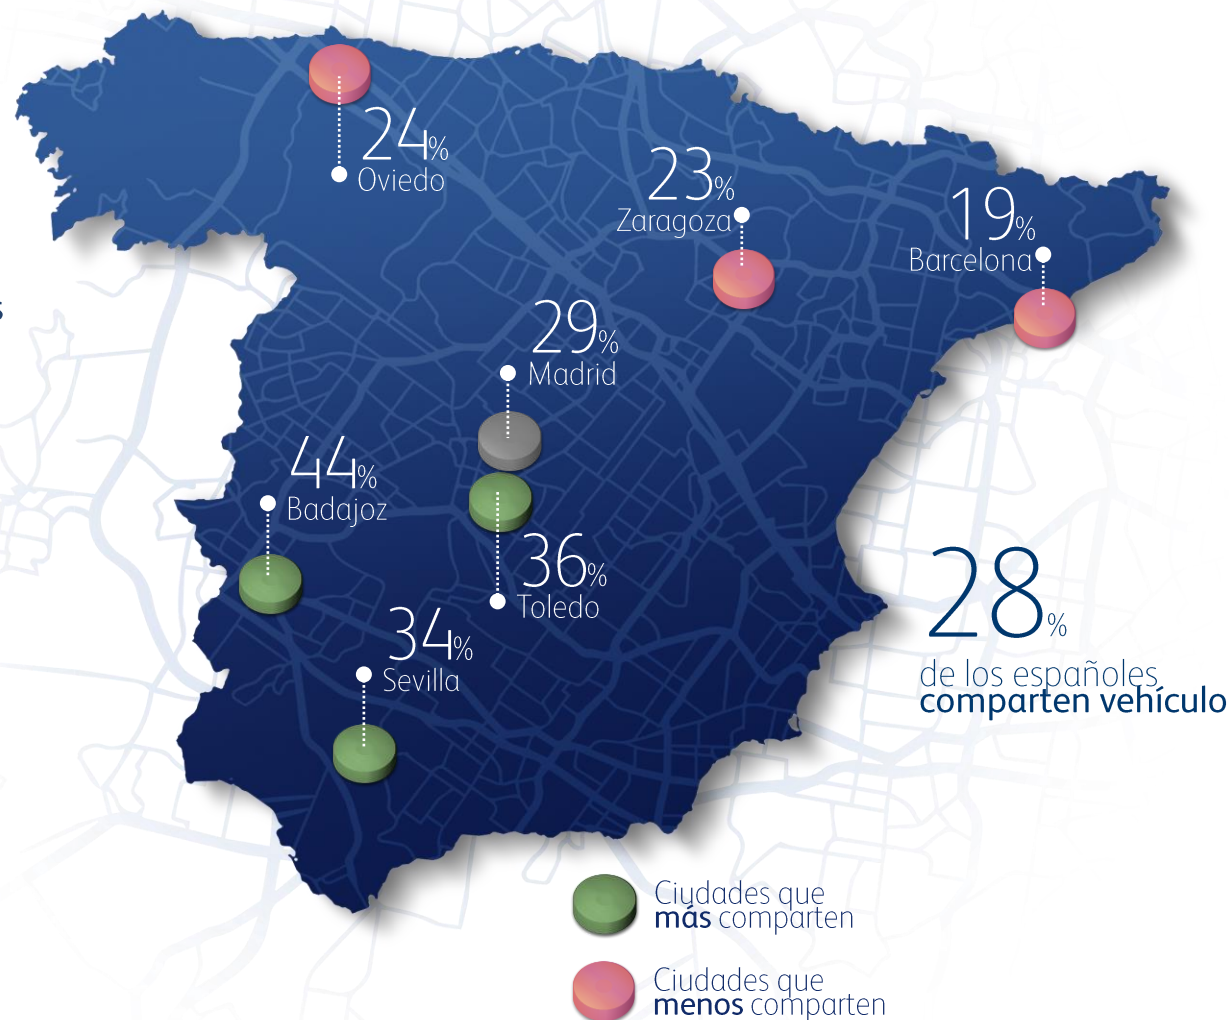 24%
Oviedo
23%
Zaragoza
19%
Barcelona
29%
Madrid
44%
Badajoz
36%
Toledo
34%
Sevilla
28%
de los españoles
comparten vehículo
Ciudades que
más comparten
Ciudades que
menos comparten